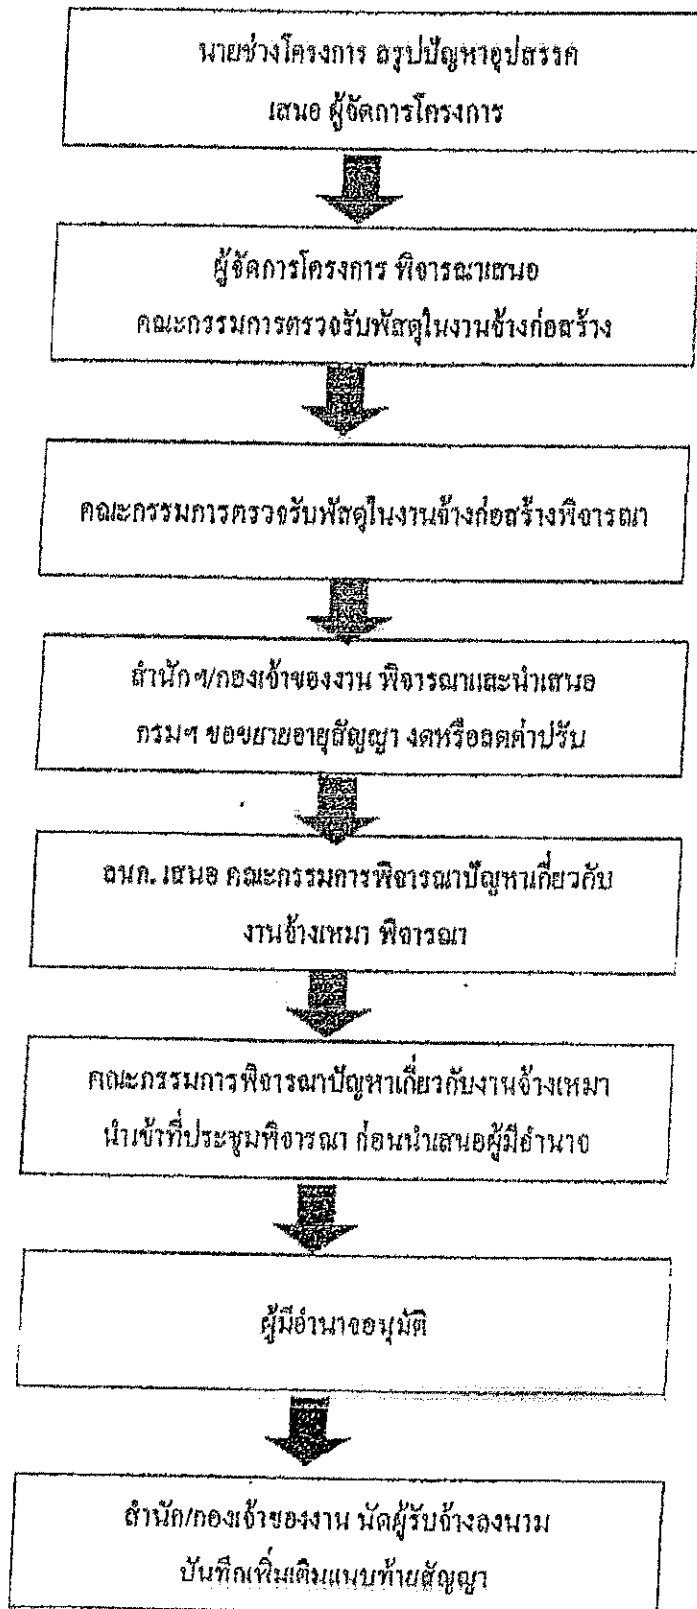 นายช่างโครงการ สรุปปัญหาอุปสรรค
เสนอ ผู้จัดการโครงการ
ผู้จัดการโครงการ พิจารณาเสนอ
คณะกรรมการตรวจรับพัสดุในงานจ้างก่อสร้าง
คณะกรรมการตรวจรับพัสดุในงานจ้างก่อสร้างพิจารณา
สำนักฯ/กองเจ้าของงาน พิจารณาและนำเสนอ
กรมฯ ขอขยายอายุสัญญา งดหรือลดค่าปรับ
ลนก. เสนอ คณะกรรมการพิจารณาปัญหาเกี่ยวกับ
งานจ้างเหมา พิจารณา
คณะกรรมการพิจารณาปัญหาเกี่ยวกับงานจ้างเหมา
นำเข้าที่ประชุมพิจารณา ก่อนนำเสนอผู้มีอำนาจ
ผู้มีอำนาจอนุมัติ
สำนัก/กองเจ้าของงาน นัดผู้รับจ้างลงนาม
บันทึกเพิ่มเติมแนบท้ายสัญญา